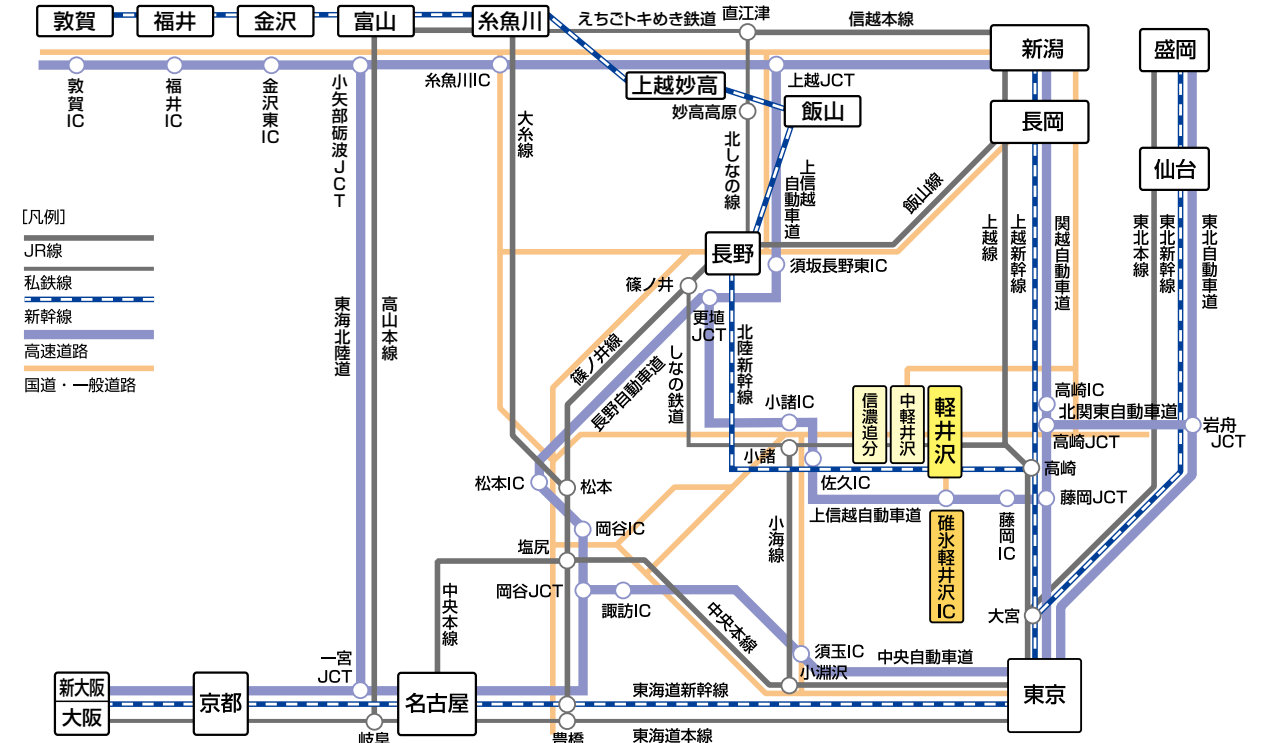 敦賀
福井
金沢
富山
糸魚川
えちごトキめき鉄道
直江津
信越本線
新潟
盛岡
敦賀IC
福井IC
金沢東IC
小矢部砺波JCT
糸魚川IC
上越妙高
上越JCT
飯山
妙高高原
長岡
大糸線
北しなの線
上信越自動車道
飯山線
仙台
[凡例]
JR線
私鉄線
新幹線
高速道路
国道・一般道路
東海北陸道
高山本線
長野
須坂長野東IC
上越線
上越新幹線
関越自動車道
東北本線
東北新幹線
東北自動車道
篠ノ井
更埴
JCT
篠ノ井線
長野自動車道
しなの鉄道
北陸新幹線
小諸IC
信濃追分
中軽井沢
軽井沢
高崎IC
北関東自動車道
高崎JCT
岩舟
JCT
小諸
高崎
佐久IC
松本IC
松本
上信越自動車道
藤岡IC
藤岡JCT
碓氷軽井沢IC
岡谷IC
小海線
塩尻
岡谷JCT
諏訪IC
中央本線
中央本線
大宮
須玉IC
中央自動車道
小淵沢
一宮
JCT
新大阪
大阪
京都
名古屋
東海道新幹線
東京
岐阜
豊橋
東海道本線